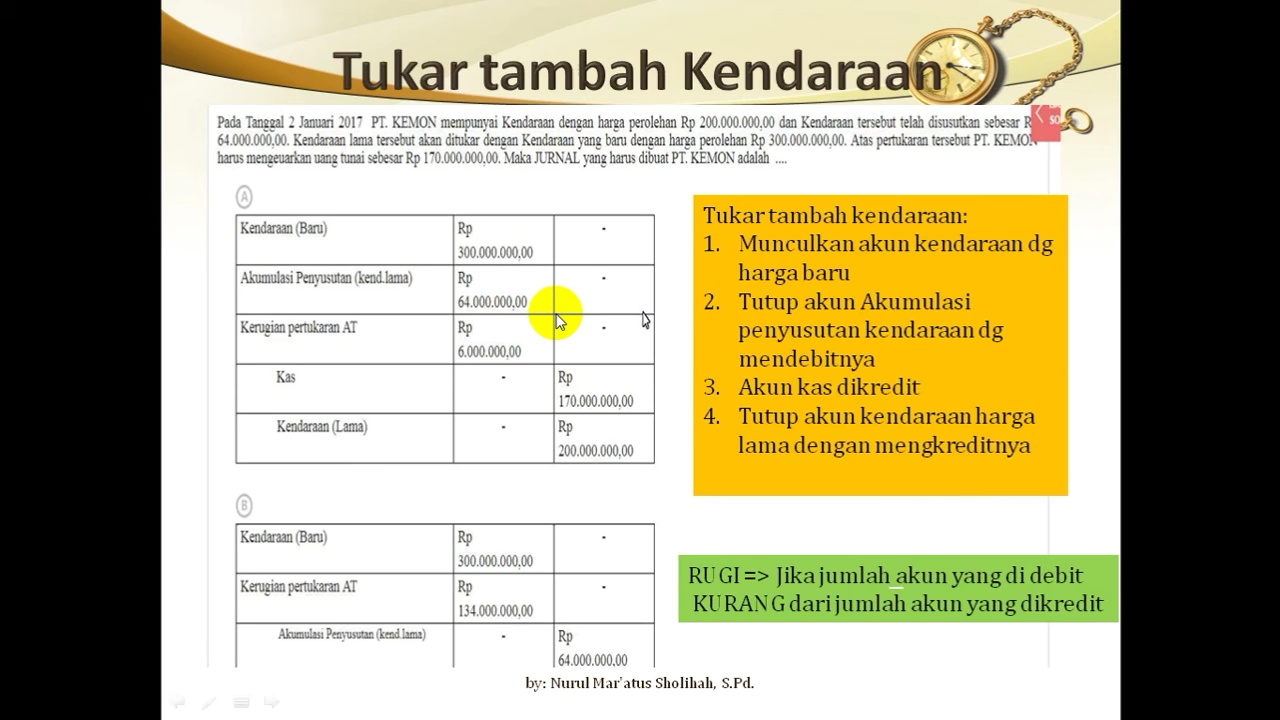 Tukar tambah Kendaraan
Pada Tanggal 2 Januari 2017 PT. KEMON mempunyai Kendaraan dengan harga perolehan Rp 200.000.000,00 dan Kendaraan tersebut telah disusutkan sebesar R
64.000.000,00. Kendaraan lama tersebut akan ditukar dengan Kendaraan yang baru dengan harga perolehan Rp 300.000.000,00. Atas pertukaran tersebut PT. KEMON
harus mengeuarkan uang tunai sebesar Rp 170.000.000,00. Maka JURNAL yang harus dibuat PT. KEMON adalah ....
SO
A
Kendaraan (Baru) Rp -
300.000.000,00
Akumulasi Penyusutan (kend.lama) Rp -
64.000.000,00
Kerugian pertukaran AT Rp -
6.000.000,00
Kas - Rp
170.000.000,00
Kendaraan (Lama) - Rp
200.000.000,00
B
Kendaraan (Baru) Rp -
300.000.000,00
Kerugian pertukaran AT Rp -
134.000.000,00
Akumulasi Penyusutan (kend.lama) - Rp
64.000.000,00
Tukar tambah kendaraan:
1. Munculkan akun kendaraan dg
harga baru
2. Tutup akun Akumulasi
penyusutan kendaraan dg
mendebitnya
3. Akun kas dikredit
4. Tutup akun kendaraan harga
lama dengan mengkreditnya
RUGI => Jika jumlah akun yang di debit
KURANG dari jumlah akun yang dikredit
by: Nurul Mar'atus Sholihah, S.Pd.